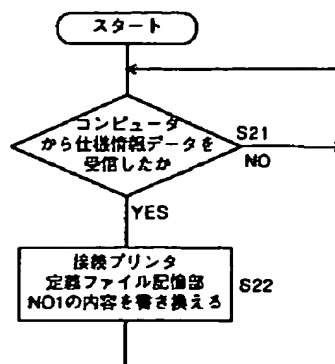 スタート
コンピュータ
から仕様情報データを
受信したか
S21
NO
YES
接続プリンタ
定義ファイル記憶部
NO1の内容を書き換える
S22